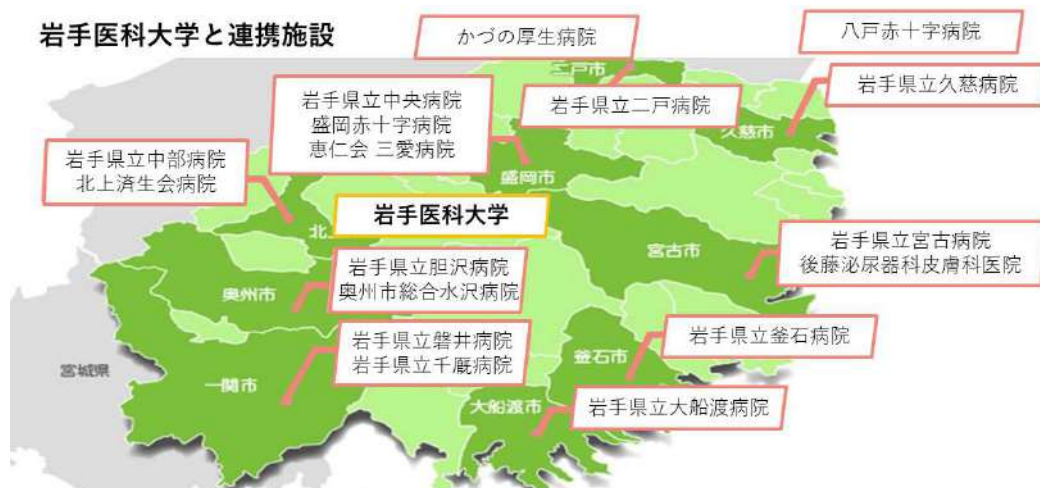 岩手医科大学と連携施設
かづの厚生病院
八戸赤十字病院
二戸市
岩手県立久慈病院
岩手県立中央病院
盛岡赤十字病院
恵仁会 三愛病院
岩手県立二戸病院
久慈市
岩手県立中部病院
北上済生会病院
盛岡市
岩手医科大学
北
宮古市
岩手県立宮古病院
後藤泌尿器科皮膚科医院
岩手県立胆沢病院
奥州市総合水沢病院
奥州市
岩手県立磐井病院
岩手県立千厩病院
岩手県立釜石病院
釜石市
宮城県
一関市
大船渡市
岩手県立大船渡病院